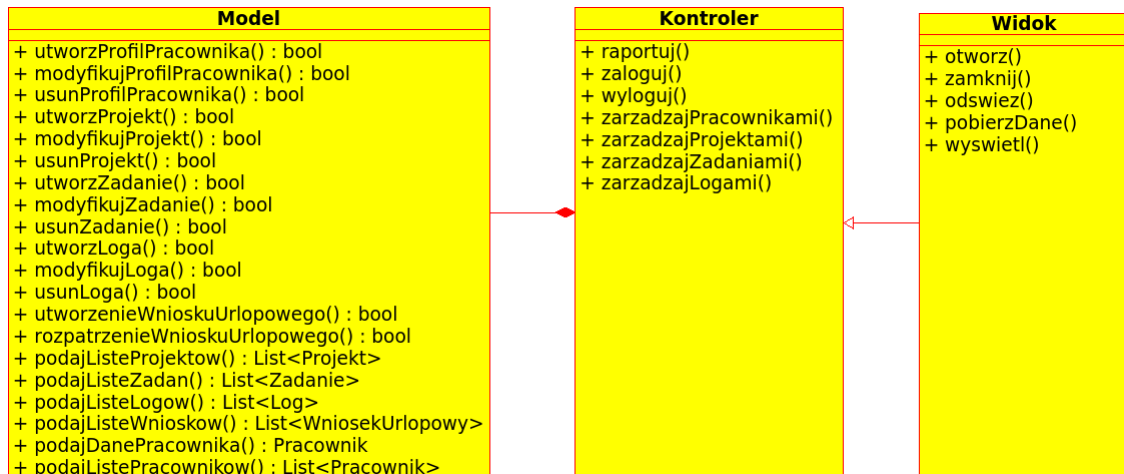 Model
+ utworzProfilPracownika() : bool
+ modyfikujProfilPracownika() : bool
+ usunProfilPracownika() : bool
+ utworzProjekt() : bool
+ modyfikujProjekt() : bool
+ usunProjekt() : bool
+ utworzZadanie() : bool
+ modyfikujZadanie() : bool
+ usunZadanie() : bool
+ utworzLoga() : bool
+ modyfikujLoga() : bool
+ usunLoga() : bool
+ utworzenieWnioskuUrlopowego() : bool
+ rozpatrzenieWnioskuUrlopowego() : bool
+ podajListeProjektow() : List<Projekt>
+ podajListeZadan() : List<Zadanie>
+ podajListeLogow() : List<Log>
+ podajListeWnioskow() : List<WniosekUrlopowy>
+ podajDanePracownika() : Pracownik
+ podajListePracownikow() : List<Pracownik>
Kontroler
+ raportuj()
+ zaloguj()
+ wyloguj()
+ zarzadzajPracownikami()
+ zarzadzajProjektami()
+ zarzadzajZadaniami()
+ zarzadzajLogami()
Widok
+ otworz()
+ zamknij()
+ odswiez()
+ pobierzDane()
+ wyswietl()